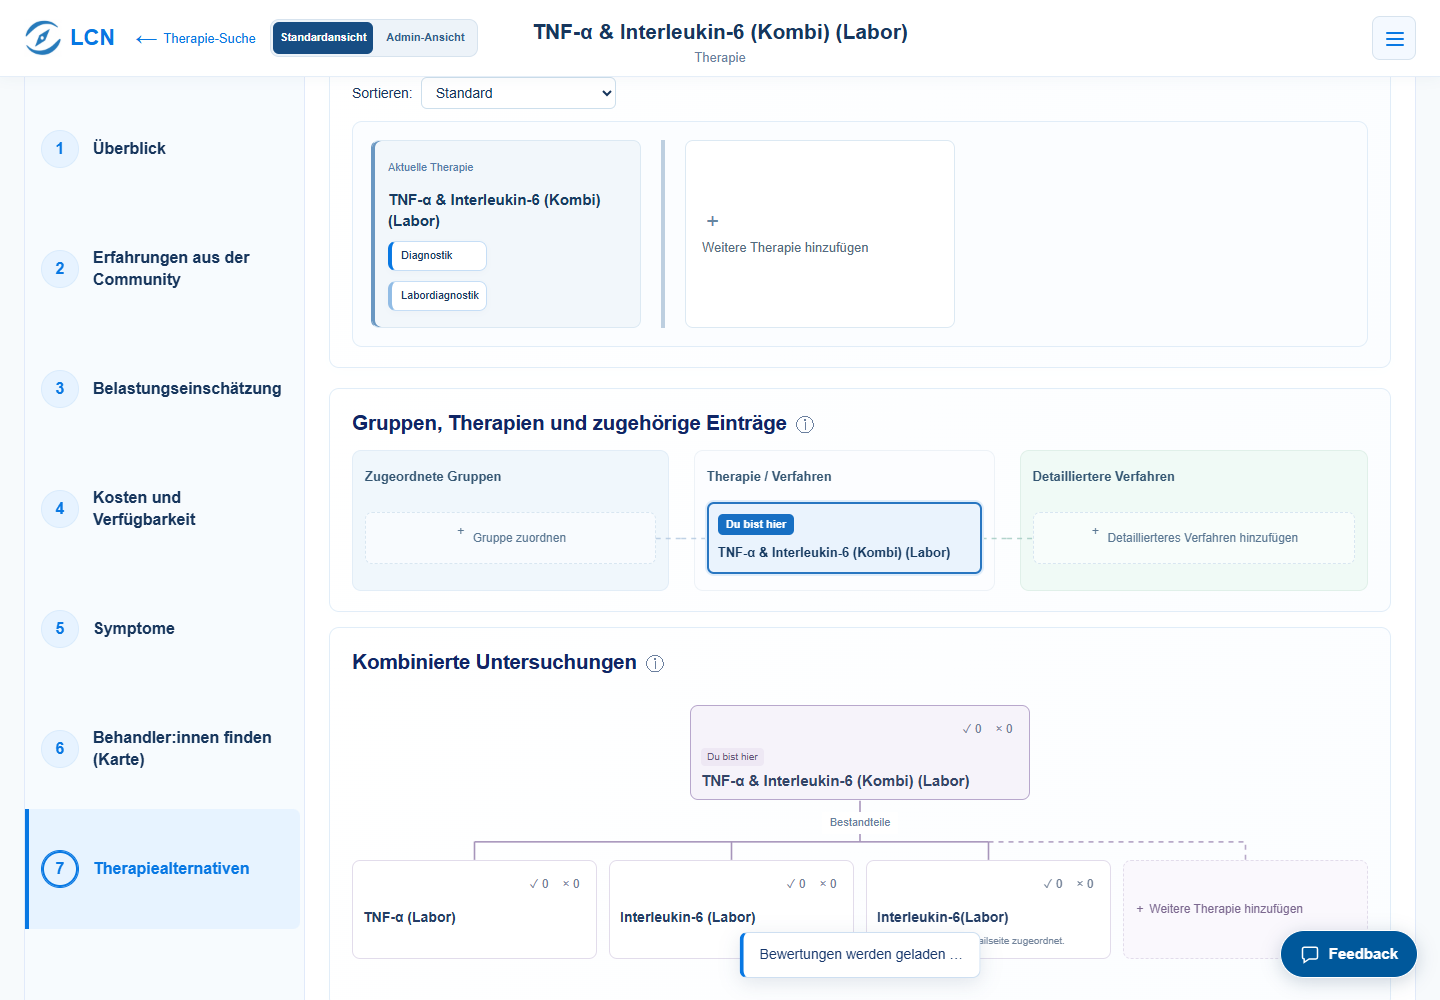 LCN
← Therapie-Suche
Standardansicht
Admin-Ansicht
TNF-α & Interleukin-6 (Kombi) (Labor)
Therapie
1 Überblick
2 Erfahrungen aus der
Community
3 Belastungseinschätzung
4 Kosten und
Verfügbarkeit
5 Symptome
6 Behandler:innen finden
(Karte)
7 Therapiealternativen
Sortieren: Standard
Aktuelle Therapie
TNF-α & Interleukin-6 (Kombi)
(Labor)
Diagnostik
Labordiagnostik
+
Weitere Therapie hinzufügen
Gruppen, Therapien und zugehörige Einträge ⓘ
Zugeordnete Gruppen
+ Gruppe zuordnen
Therapie / Verfahren
Du bist hier
TNF-α & Interleukin-6 (Kombi) (Labor)
Detailliertere Verfahren
+ Detaillierteres Verfahren hinzufügen
Kombinierte Untersuchungen ⓘ
✓ 0 × 0
Du bist hier
TNF-α & Interleukin-6 (Kombi) (Labor)
Bestandteile
✓ 0 × 0
TNF-α (Labor)
✓ 0 × 0
Interleukin-6 (Labor)
✓ 0 × 0
Interleukin-6(Labor)
zugeordnet.
+ Weitere Therapie hinzufügen
Bewertungen werden geladen …
Feedback